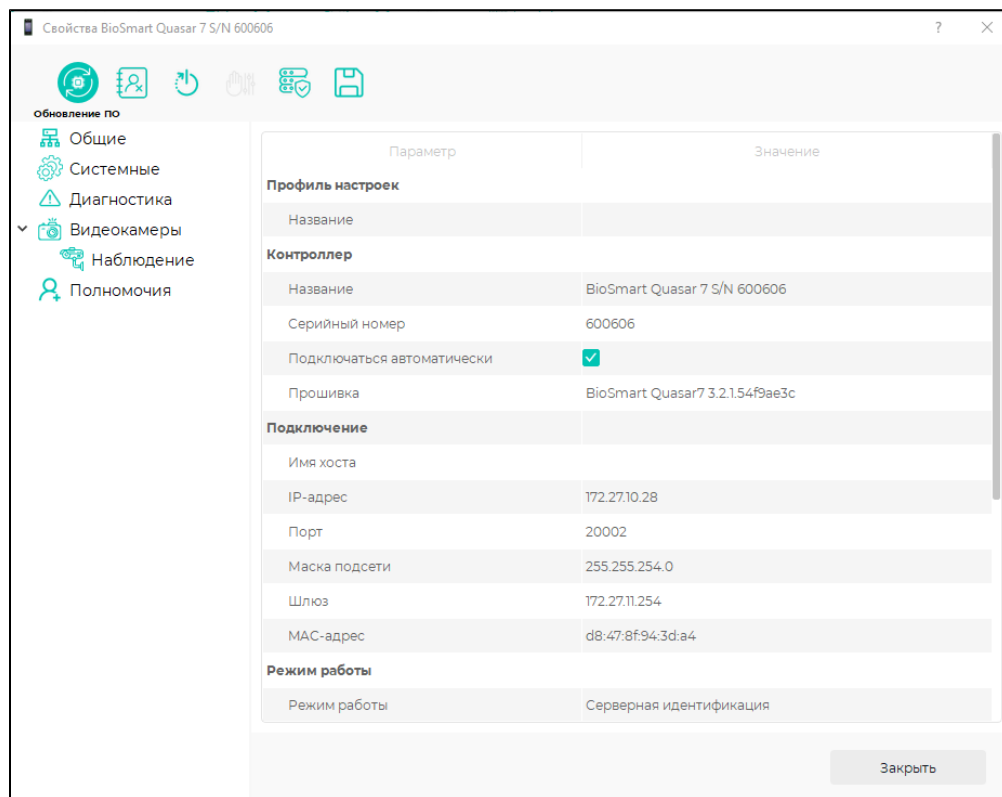 Свойства BioSmart Quasar 7 S/N 600606
?
Обновление ПО
Общие
Системные
Диагностика
Видеокамеры
Наблюдение
Полномочия
Параметр Значение
Профиль настроек
Название
Контроллер
Название BioSmart Quasar 7 S/N 600606
Серийный номер 600606
Подключаться автоматически
Прошивка BioSmart Quasar7 3.2.1.54f9ae3c
Подключение
Имя хоста
IP-адрес 172.27.10.28
Порт 20002
Маска подсети 255.255.254.0
Шлюз 172.27.11.254
MAC-адрес d8:47:8f:94:3d:a4
Режим работы
Режим работы Серверная идентификация
Закрыть